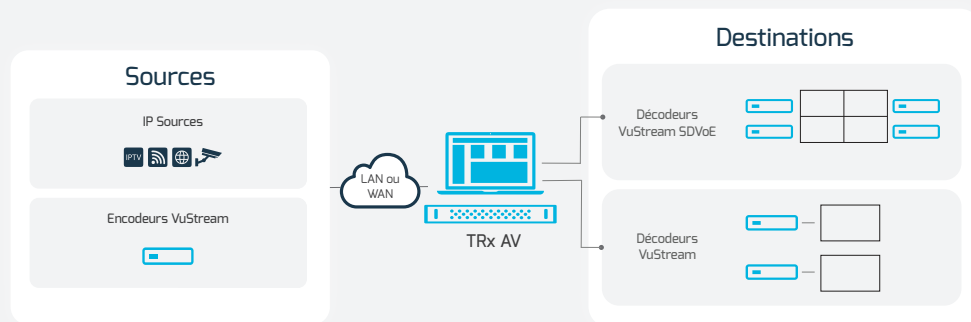 Sources
IP Sources
IPTV
Encodeurs VuStream
LAN ou
WAN
TRx AV
Destinations
Décodeurs
VuStream SDVoE
Décodeurs
VuStream